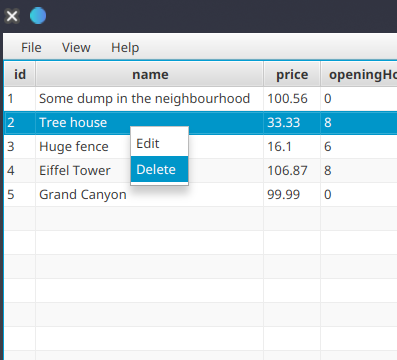 File View Help
id name price openingHo
1 Some dump in the neighbourhood 100.56 0
2 Tree house 33.33 8
3 Huge fence 16.1 6
Edit
4 Eiffel Tower 106.87 8
Delete
5 Grand Canyon 99.99 0